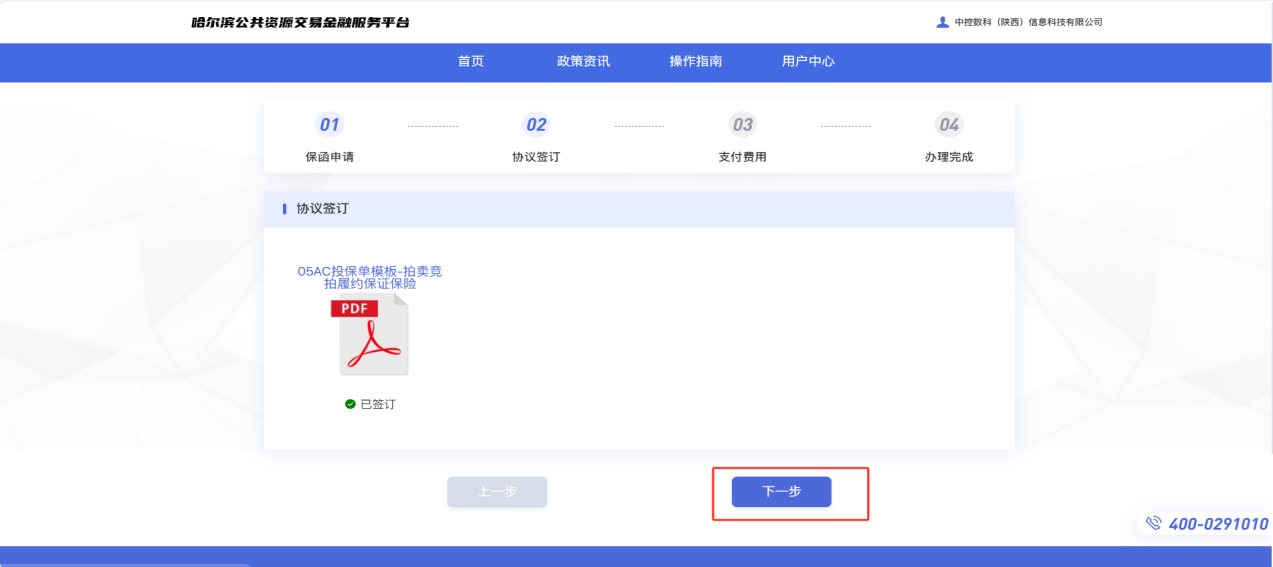 哈尔滨公共资源交易金融服务平台
中控数科（陕西）信息科技有限公司
首页 政策资讯 操作指南 用户中心
01 02 03 04
保函申请 协议签订 支付费用 办理完成
协议签订
05AC投保单模板-拍卖竞
拍履约保证保险
PDF
已签订
上一步 下一步
400-0291010